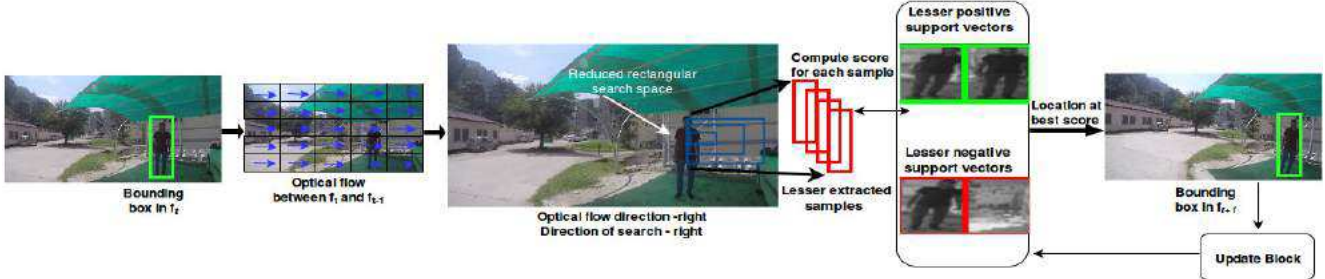 Bounding
box in f_t
Optical flow
between f_t and f_t-1
Reduced rectangular
search space
Optical flow direction -right
Direction of search - right
Compute score
for each sample
Lesser extracted
samples
Lesser positive
support vectors
Lesser negative
support vectors
Location at
best score
Bounding
box in f_t+1
Update Block